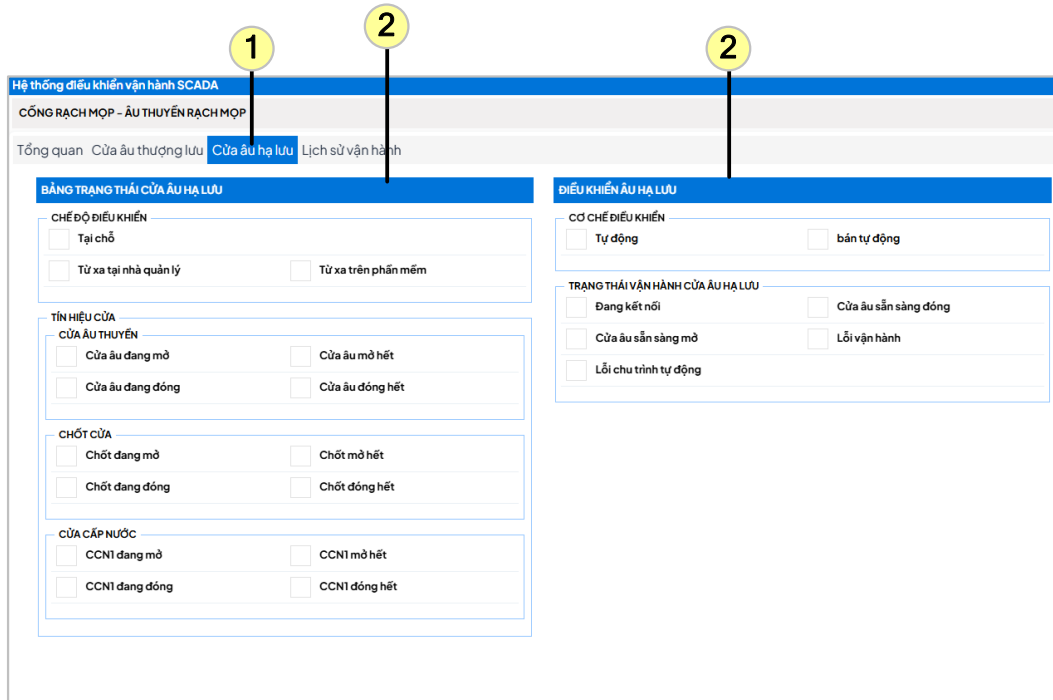 1
2
2
Hệ thống điều khiển vận hành SCADA
CỐNG RẠCH MỌP - ÂU THUYỀN RẠCH MỌP
Tổng quan Cửa âu thượng lưu Cửa âu hạ lưu Lịch sử vận hành
BẢNG TRẠNG THÁI CỬA ÂU HẠ LƯU
CHẾ ĐỘ ĐIỀU KHIỂN
Tại chỗ
Từ xa tại nhà quản lý Từ xa trên phần mềm
TÍN HIỆU CỬA
CỬA ÂU THUYỀN
Cửa âu đang mở Cửa âu mở hết
Cửa âu đang đóng Cửa âu đóng hết
CHỐT CỬA
Chốt đang mở Chốt mở hết
Chốt đang đóng Chốt đóng hết
CỬA CẤP NƯỚC
CCN1 đang mở CCN1 mở hết
CCN1 đang đóng CCN1 đóng hết
ĐIỀU KHIỂN ÂU HẠ LƯU
CƠ CHẾ ĐIỀU KHIỂN
Tự động bán tự động
TRẠNG THÁI VẬN HÀNH CỬA ÂU HẠ LƯU
Đang kết nối Cửa âu sẵn sàng đóng
Cửa âu sẵn sàng mở Lỗi vận hành
Lỗi chu trình tự động